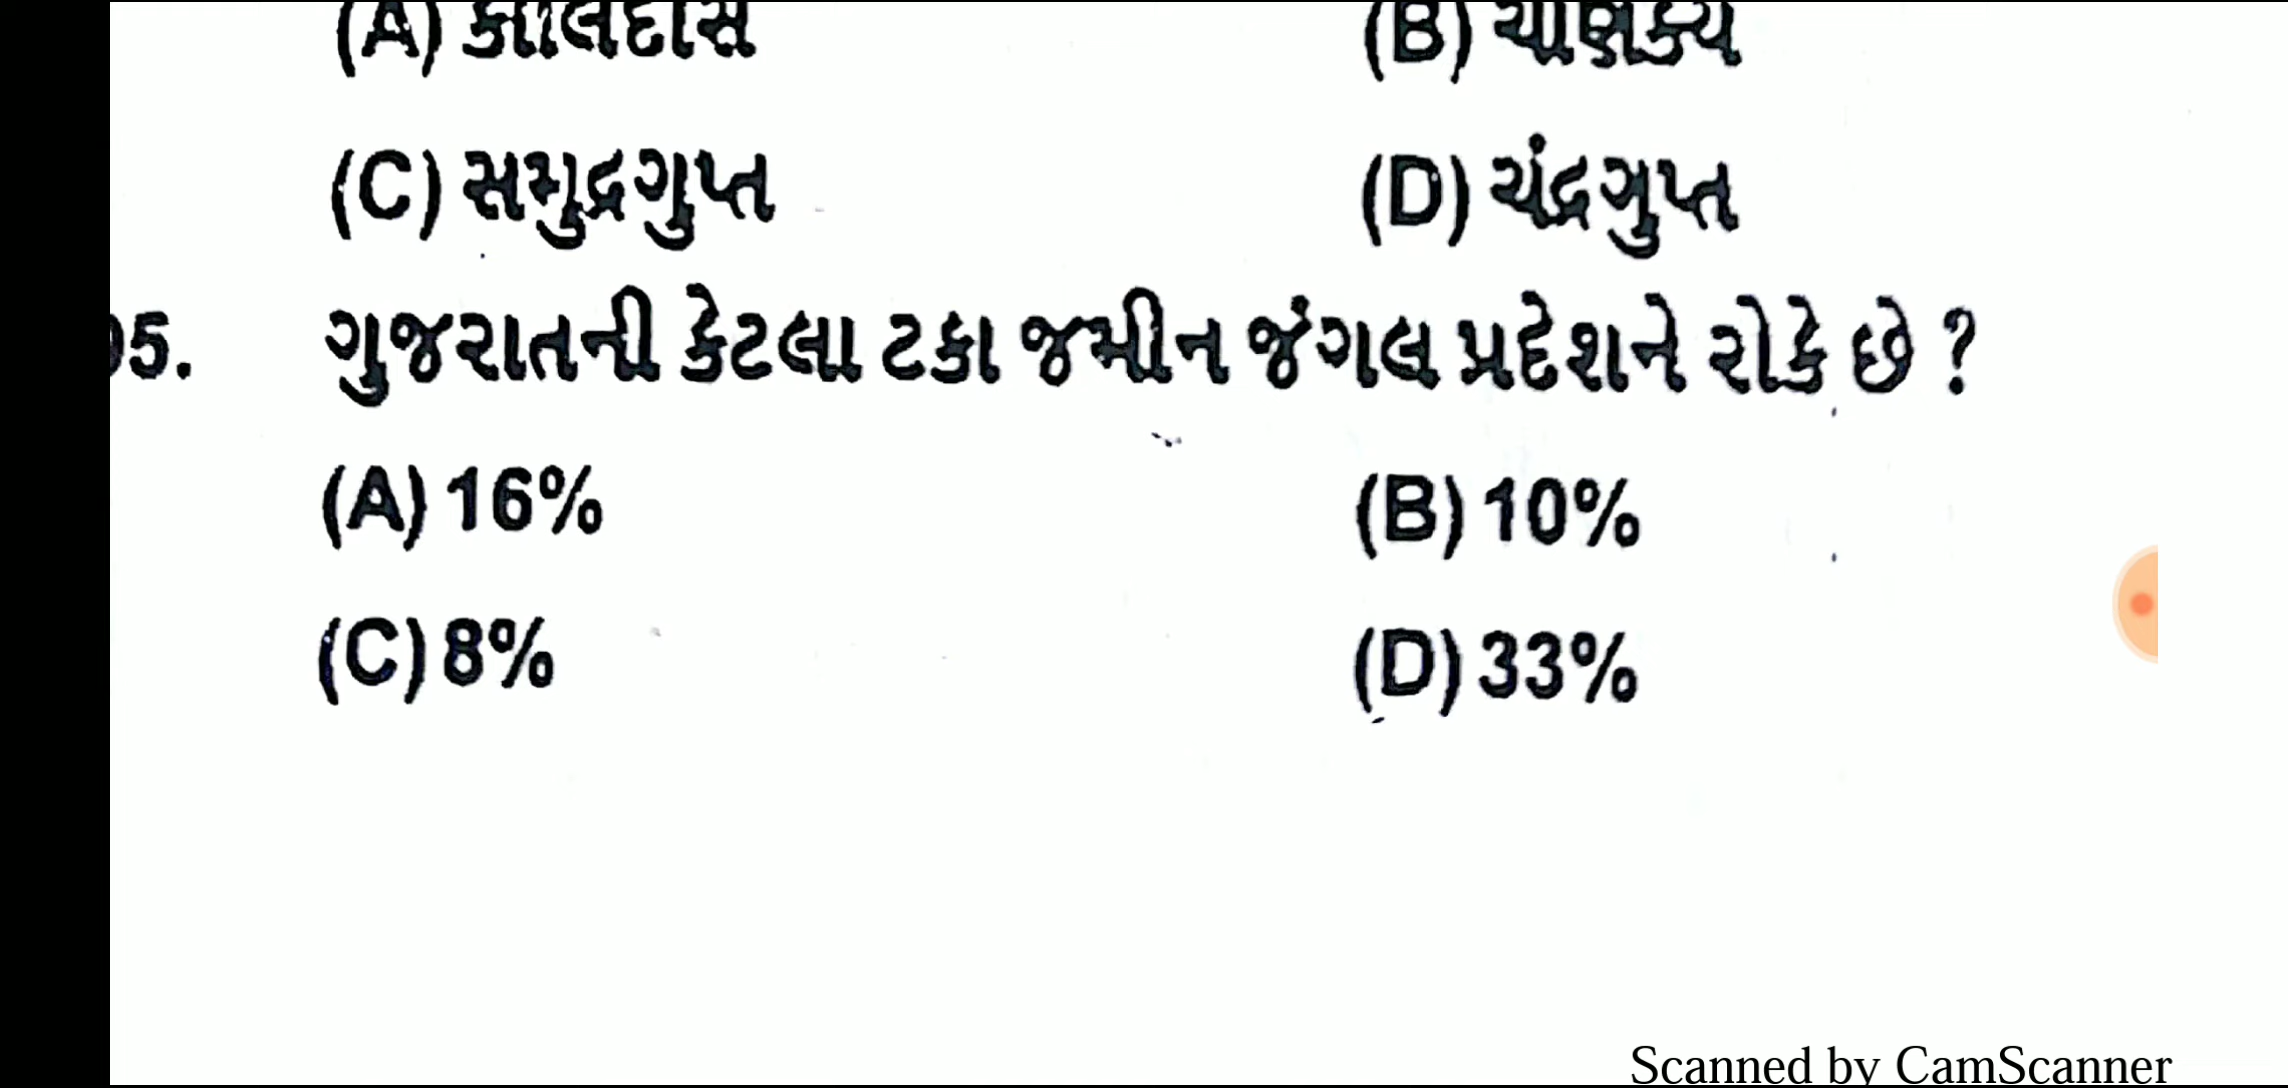 (A) કાલિદાસ (B) ચાણક્ય
(C) સમુદ્રગુપ્ત (D) ચંદ્રગુપ્ત
5. ગુજરાતની કેટલા ટકા જમીન જંગલ પ્રદેશને રોકે છે ?
(A) 16% (B) 10%
(C) 8% (D) 33%
Scanned by CamScanner